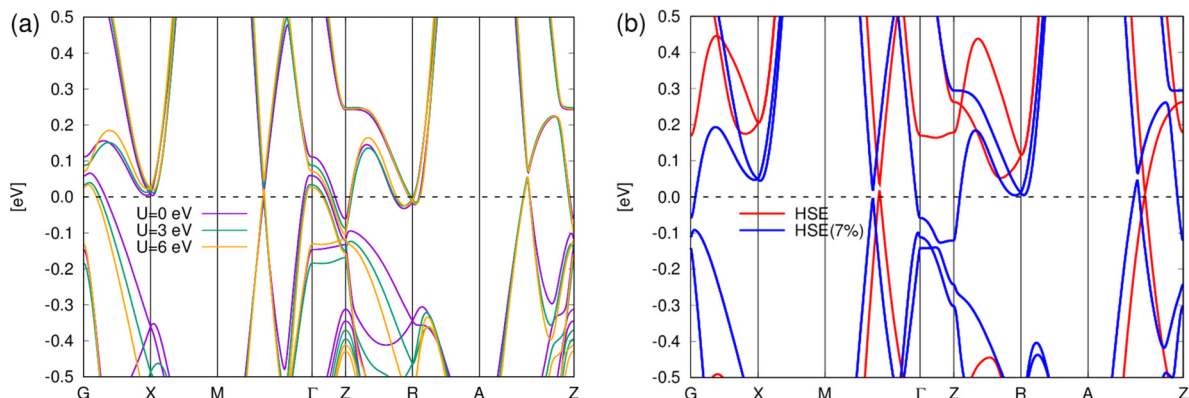 (a)
0.5
0.4
0.3
0.2
0.1
0.0
-0.1
-0.2
-0.3
-0.4
-0.5
[eV]
U=0 eV
U=3 eV
U=6 eV
G X M Γ Z R A Z
(b)
0.5
0.4
0.3
0.2
0.1
0.0
-0.1
-0.2
-0.3
-0.4
-0.5
[eV]
HSE
HSE(7%)
G X M Γ Z R A Z